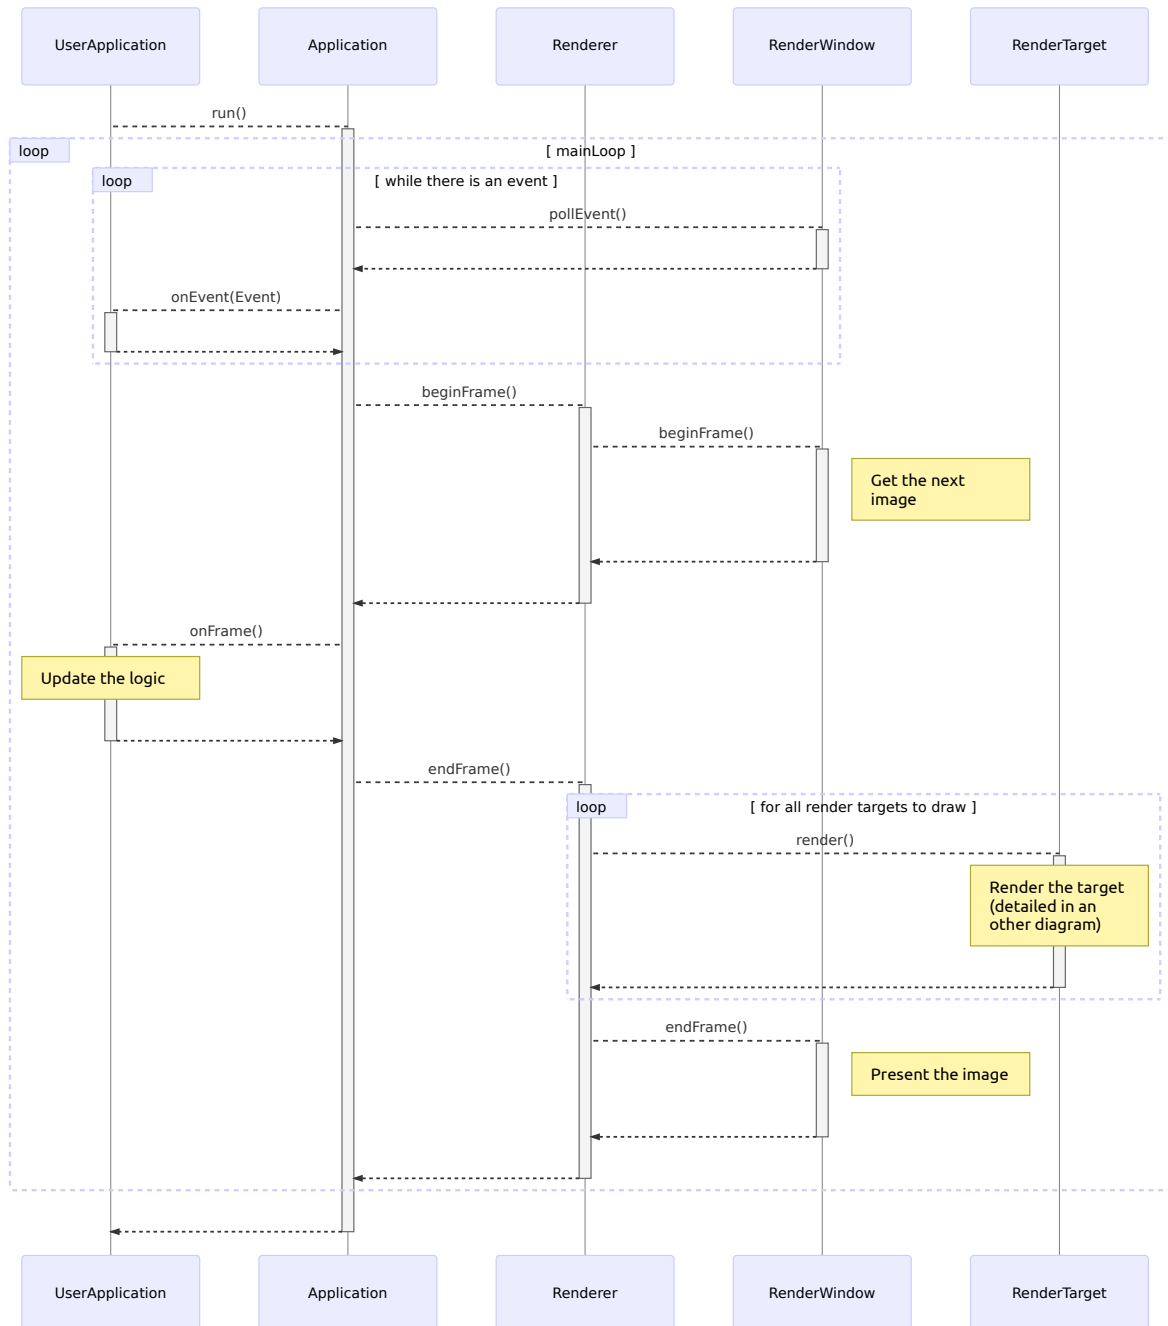 UserApplication
Application
Renderer
RenderWindow
RenderTarget
run()
loop
[ mainLoop ]
loop
[ while there is an event ]
pollEvent()
onEvent(Event)
beginFrame()
beginFrame()
Get the next
image
onFrame()
Update the logic
endFrame()
loop
[ for all render targets to draw ]
render()
Render the target
(detailed in an
other diagram)
endFrame()
Present the image
UserApplication
Application
Renderer
RenderWindow
RenderTarget